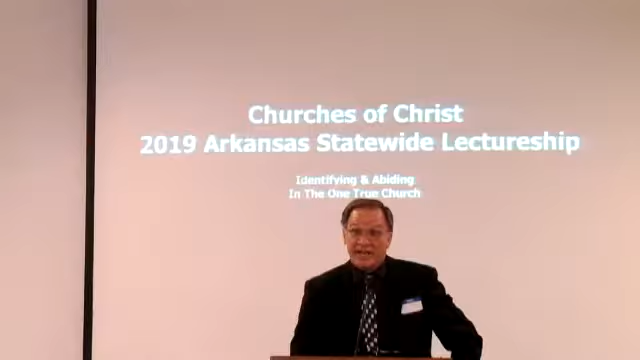 Churches of Christ
2019 Arkansas Statewide Lectureship
Identifying & Abiding
In The One True Church